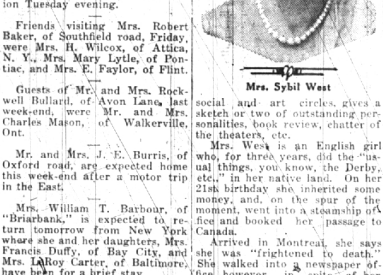 ion Tuesday evening.
Friends visiting Mrs. Robert
Baker, of Southfield road, Friday,
were Mrs. H. Wilcox, of Attica,
N. Y., Mrs. Mary Lytle, of Pon-
tiac, and Mrs. E. Faylor, of Flint.
Guests of Mr. and Mrs. Rock-
well Bullard, of Avon Lane, last
week-end, were Mr. and Mrs.
Charles Mason, of Walkerville,
Ont.
Mr. and Mrs. J. E. Burris, of
Oxford road, are expected home
this week-end after a motor trip
in the East.
Mrs. William T. Barbour, of
"Briarbank," is expected to re-
turn tomorrow from New York
where she and her daughters, Mrs.
Francis Duffy, of Bay City, and
Mrs. LeRoy Carter, of Baltimore,
have been for a brief stay.
Mrs. Sybil West
social and art circles, gives a
sketch or two of outstanding per-
sonalities, book review, chatter of
the theaters, etc.
Mrs. West is an English girl
who, for three years, did the "us-
ual things, you know, the Derby,
etc.," in her native land. On her
21st birthday she inherited some
money, and, on the spur of the
moment, went into a steamship of-
fice and booked her passage to
Canada.
Arrived in Montreal, she says
she was "frightened to death."
She walked into a newspaper of-
fice however, in